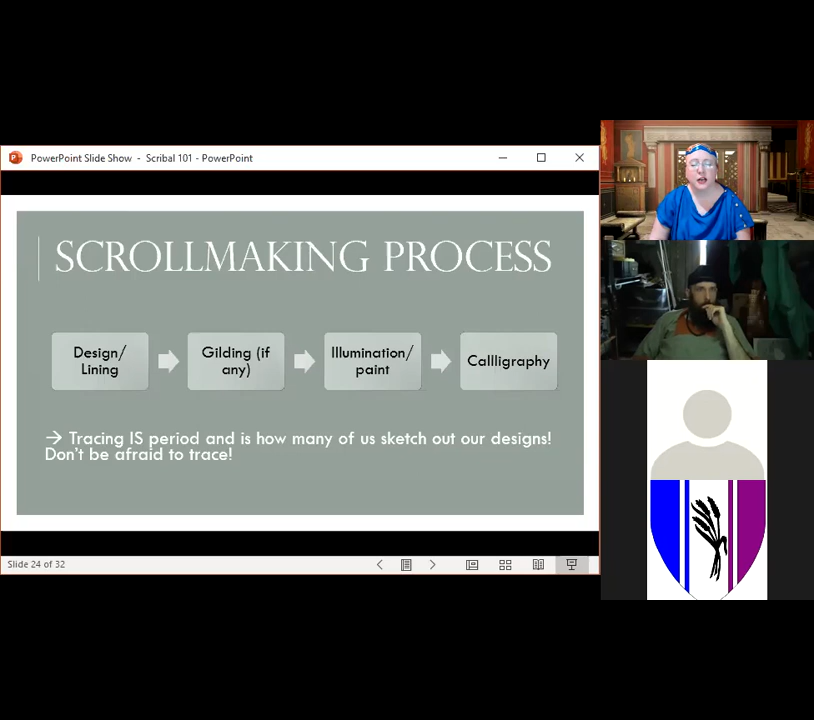 PowerPoint Slide Show - Scribal 101 - PowerPoint
SCROLLMAKING PROCESS
Design/
Lining
Gilding (if
any)
Illumination/
paint
Callligraphy
→ Tracing IS period and is how many of us sketch out our designs!
Don't be afraid to trace!
Slide 24 of 32